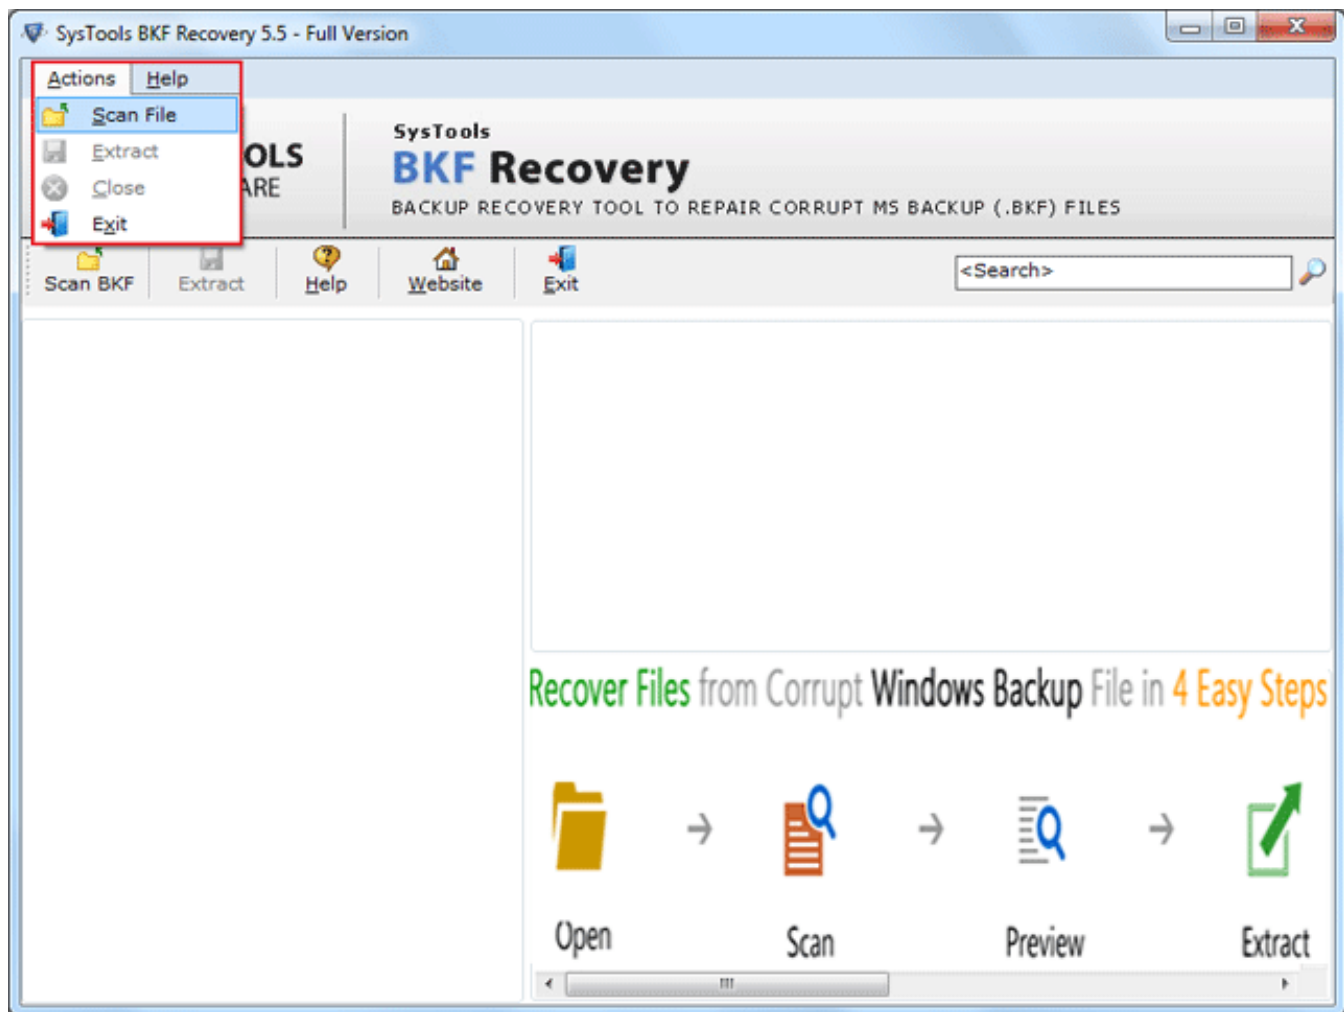 SysTools BKF Recovery 5.5 - Full Version
Actions Help
Scan File
Extract
Close
Exit
OLS
ARE
SysTools
BKF Recovery
BACKUP RECOVERY TOOL TO REPAIR CORRUPT MS BACKUP (.BKF) FILES
Scan BKF Extract Help Website Exit <Search>
Recover Files from Corrupt Windows Backup File in 4 Easy Steps
Open Scan Preview Extract